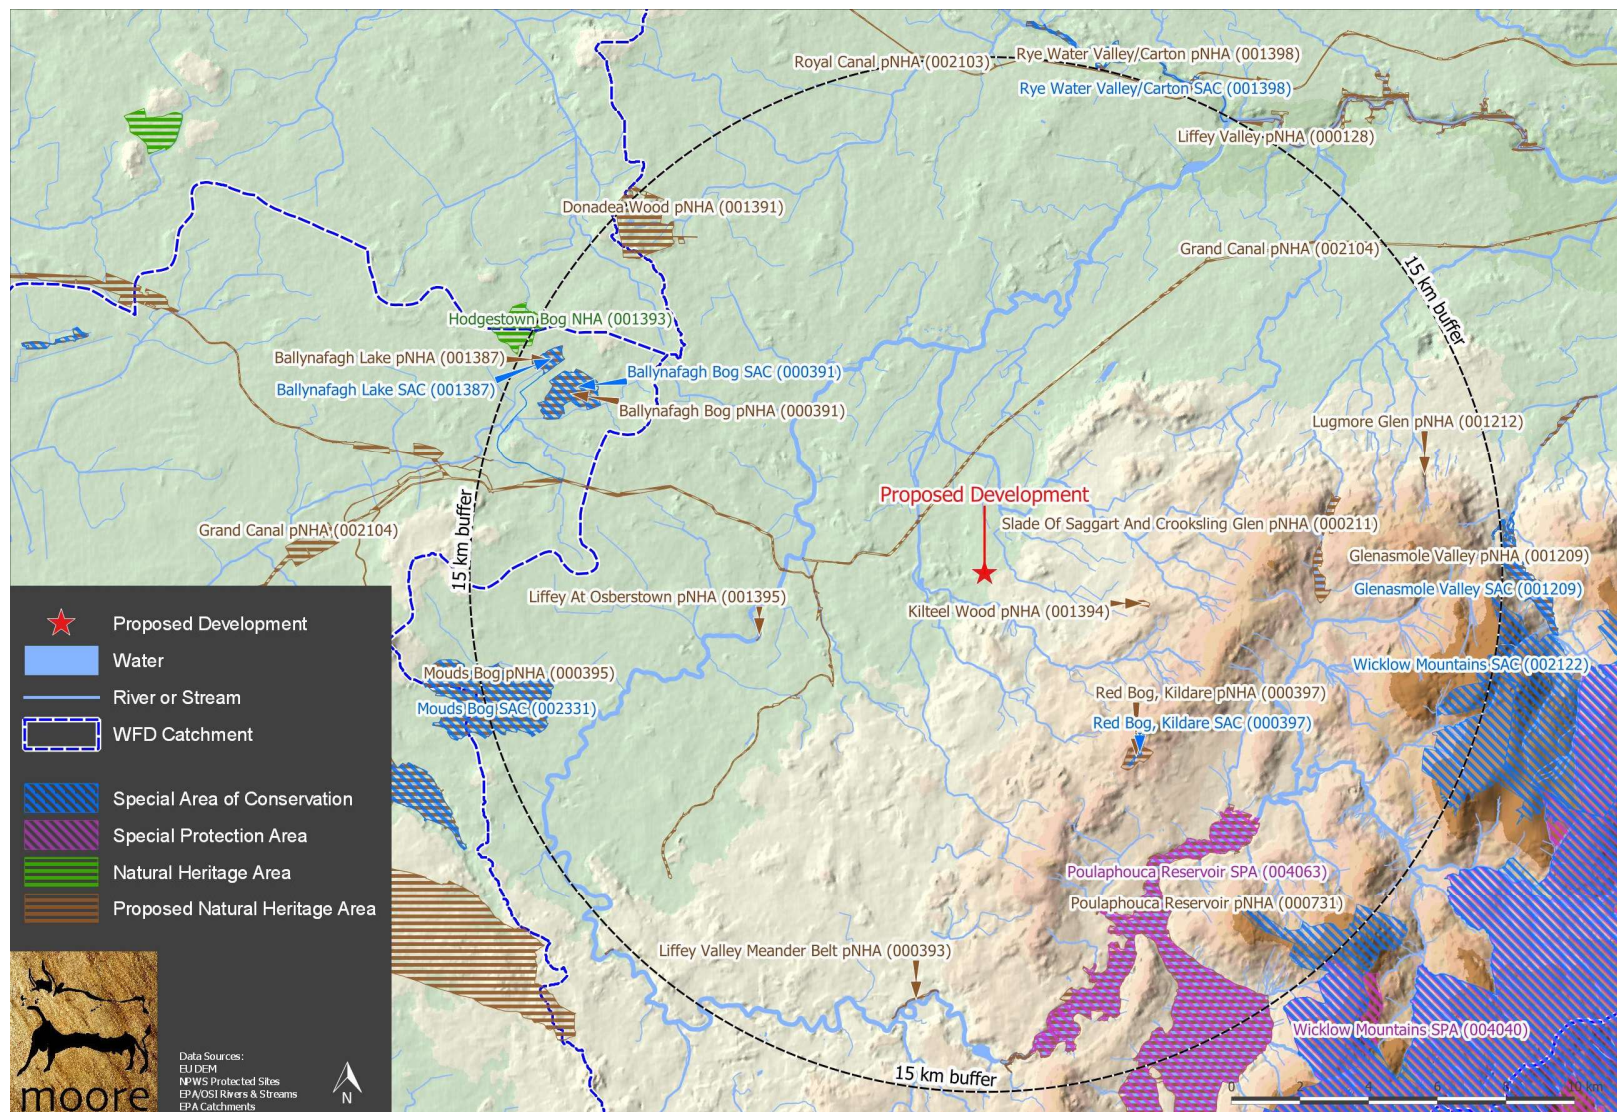 Royal Canal pNHA (002103)
Rye Water Valley/Carton pNHA (001398)
Rye Water Valley/Carton SAC (001398)
Liffey Valley pNHA (000128)
Donadea Wood pNHA (001391)
Grand Canal pNHA (002104)
15 km buffer
Hodgestown Bog NHA (001393)
Ballynafagh Lake pNHA (001387)
Ballynafagh Bog SAC (000391)
Ballynafagh Lake SAC (001387)
Ballynafagh Bog pNHA (000391)
Lugmore Glen pNHA (001212)
Proposed Development
15 km buffer
Slade Of Saggart And Crooksling Glen pNHA (000211)
Grand Canal pNHA (002104)
Glenasmole Valley pNHA (001209)
Glenasmole Valley SAC (001209)
Liffey At Osberstown pNHA (001395)
Kilteel Wood pNHA (001394)
Wicklow Mountains SAC (002122)
Mouds Bog pNHA (000395)
Red Bog, Kildare pNHA (000397)
Mouds Bog SAC (002331)
Red Bog, Kildare SAC (000397)
Poulaphouca Reservoir SPA (004063)
Poulaphouca Reservoir pNHA (000731)
Liffey Valley Meander Belt pNHA (000393)
Wicklow Mountains SPA (004040)
15 km buffer
0 2 4 6 8 10 km
Proposed Development
Water
River or Stream
WFD Catchment
Special Area of Conservation
Special Protection Area
Natural Heritage Area
Proposed Natural Heritage Area
moore
Data Sources:
EU DEM
NPWS Protected Sites
EPA/OSI Rivers & Streams
EPA Catchments
N